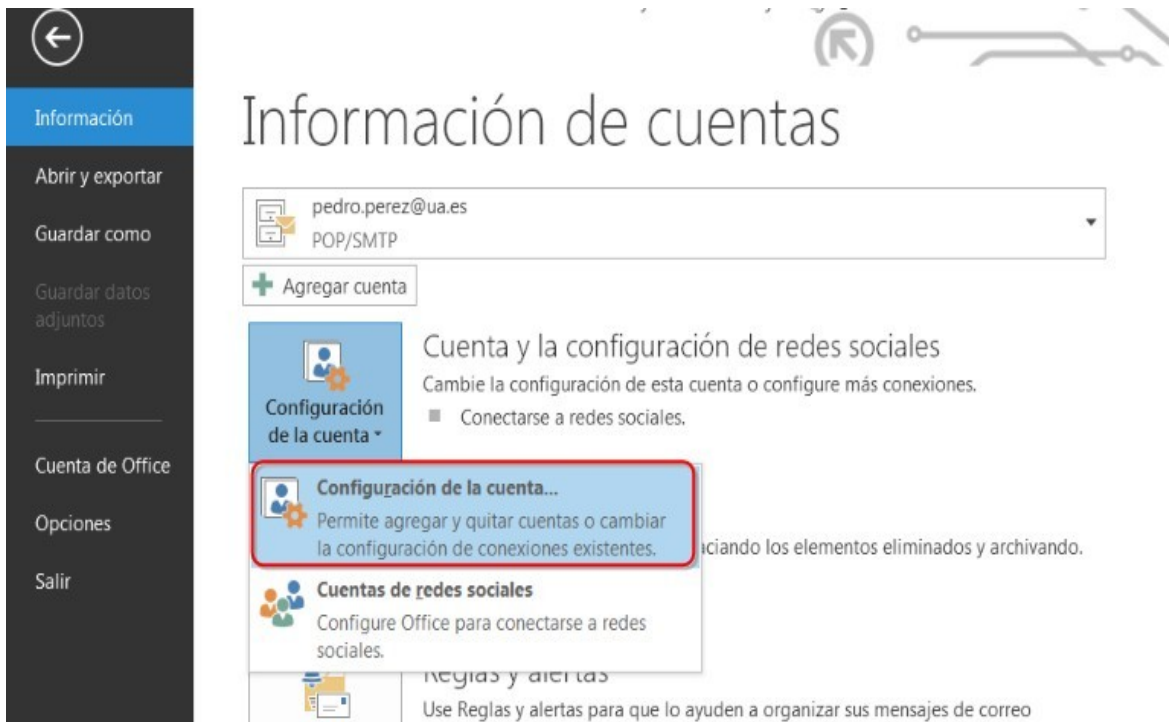 Información
Abrir y exportar
Guardar como
Guardar datos
adjuntos
Imprimir
Cuenta de Office
Opciones
Salir
Información de cuentas
pedro.perez@ua.es
POP/SMTP
Agregar cuenta
Configuración
de la cuenta
Cuenta y la configuración de redes sociales
Cambie la configuración de esta cuenta o configure más conexiones.
Conectarse a redes sociales.
Configuración de la cuenta...
Permite agregar y quitar cuentas o cambiar
la configuración de conexiones existentes.
los elementos eliminados y archivando.
Cuentas de redes sociales
Configure Office para conectarse a redes
sociales.
Reglas y alertas
Use Reglas y alertas para que lo ayuden a organizar sus mensajes de correo